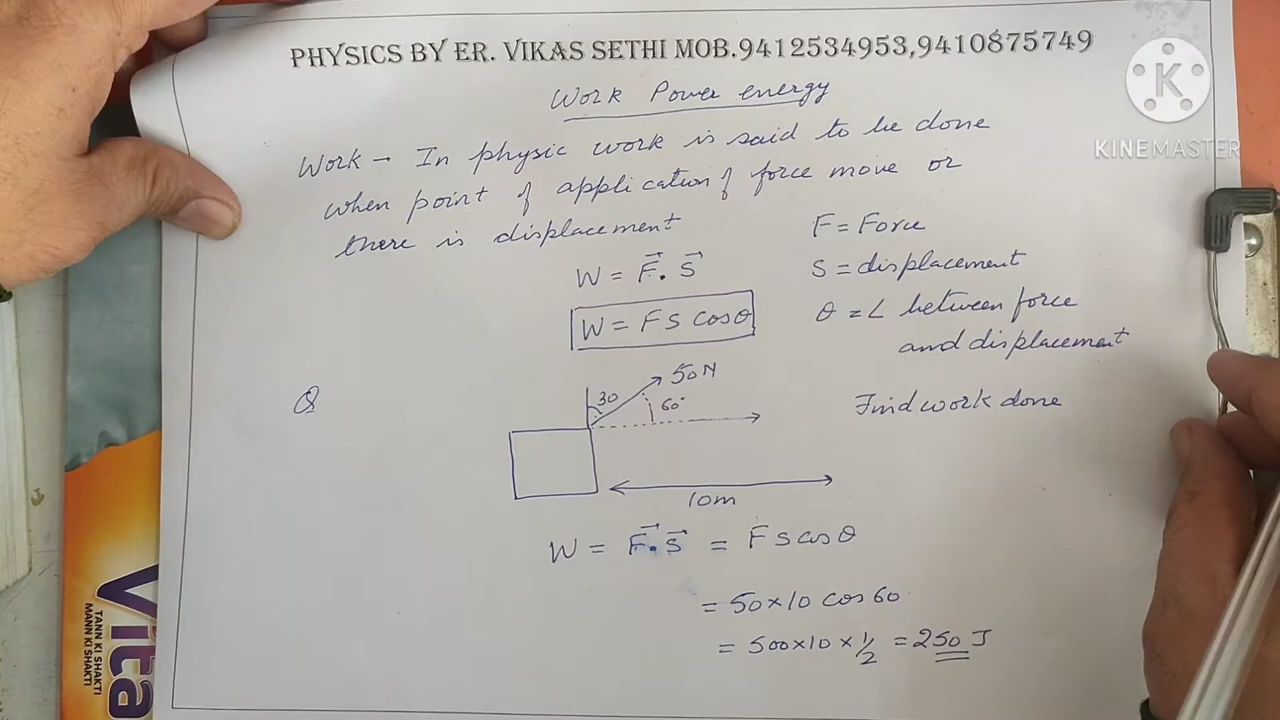 PHYSICS BY ER. VIKAS SETHI MOB.9412534953,9410875749
K
KINEMASTER
Work Power energy
Work → In physic work is said to be done
when point of application of force move or
there is displacement
F = Force
W = F⃗ . S⃗
S = displacement
W = FS cosθ
θ = ∠ between force
and displacement
Q
30
50N
60°
Find work done
10m
W = F⃗.S⃗ = F S cosθ
= 50×10 cos 60
= 500×10 × 1/2 = 250 J
Vita
TANN KI SHAKTI
MANN KI SHAKTI